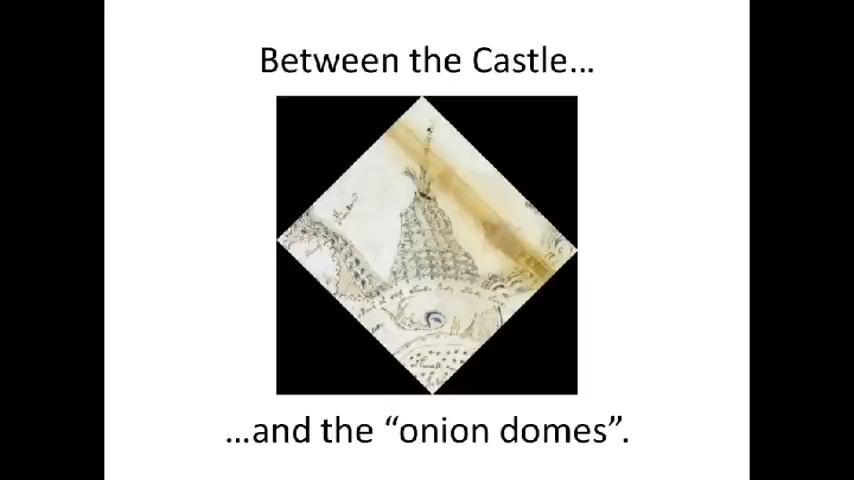 Between the Castle…
…and the “onion domes”.